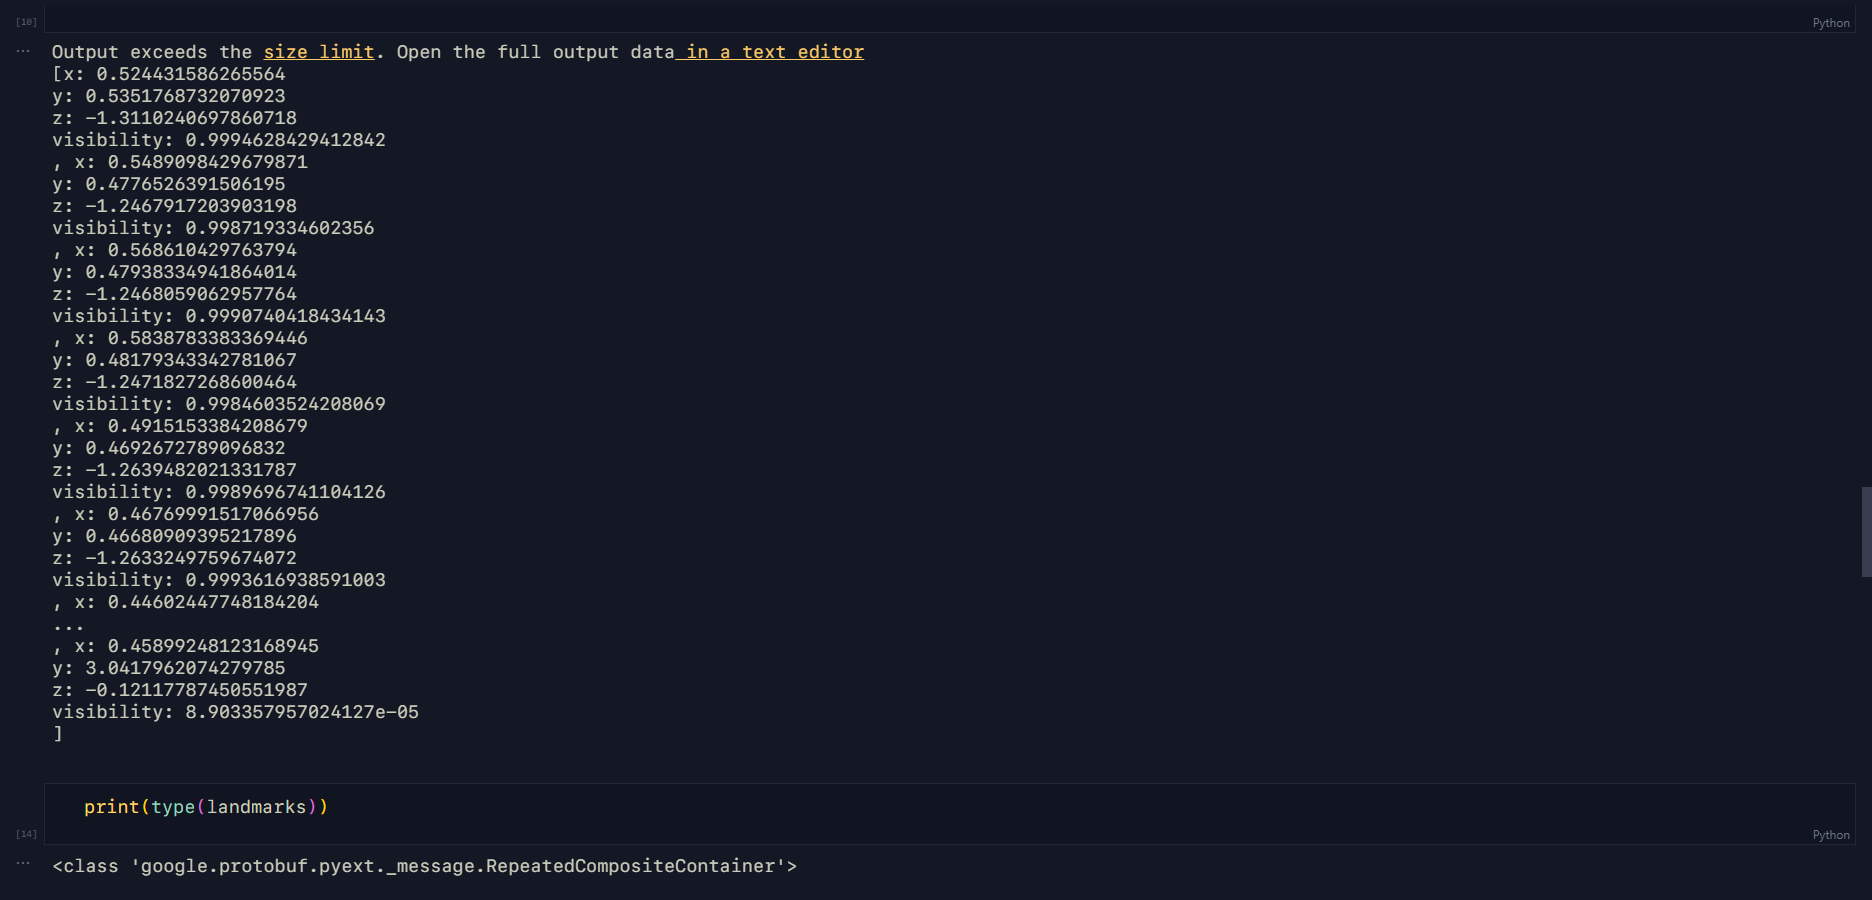 [10]
Python
... Output exceeds the size limit. Open the full output data in a text editor
[x: 0.524431586265564
y: 0.5351768732070923
z: -1.3110240697860718
visibility: 0.9994628429412842
, x: 0.5489098429679871
y: 0.4776526391506195
z: -1.2467917203903198
visibility: 0.998719334602356
, x: 0.568610429763794
y: 0.47938334941864014
z: -1.2468059062957764
visibility: 0.9990740418434143
, x: 0.5838783383369446
y: 0.48179343342781067
z: -1.2471827268600464
visibility: 0.9984603524208069
, x: 0.4915153384208679
y: 0.4692672789096832
z: -1.2639482021331787
visibility: 0.9989696741104126
, x: 0.46769991517066956
y: 0.46680909395217896
z: -1.2633249759674072
visibility: 0.9993616938591003
, x: 0.44602447748184204
...
, x: 0.45899248123168945
y: 3.0417962074279785
z: -0.12117787450551987
visibility: 8.903357957024127e-05
]
print(type(landmarks))
[14]
Python
... <class 'google.protobuf.pyext._message.RepeatedCompositeContainer'>